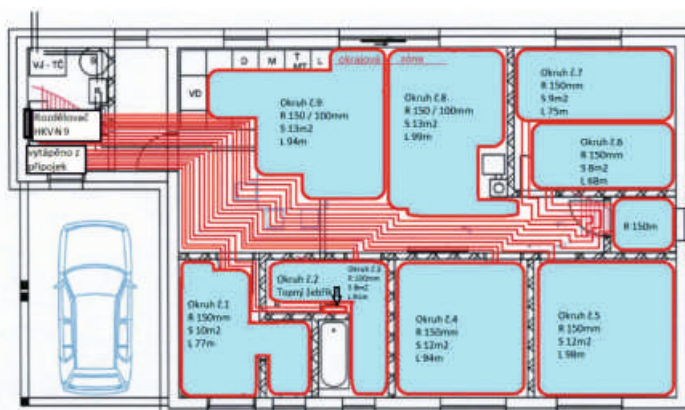 VJ - TČ
D M T L
MT
VD
okrajová zóna
Rozdělovač
HKV-N 9
vytápěno z
přípojek
Okruh č.9
R 150 / 100mm
S 13m2
L 94m
Okruh č.8
R 150 / 100mm
S 13m2
L 99m
Okruh č.7
R 150mm
S 9m2
L 75m
Okruh č.6
R 150mm
S 8m2
L 68m
R 150m
Okruh č.1
R 150mm
S 10m2
L 77m
Okruh č.2
Topný žebřík
Okruh č.3
R 100mm
S 8m2
Okruh č.4
R 150mm
S 12m2
L 94m
Okruh č.5
R 150mm
S 12m2
L 98m